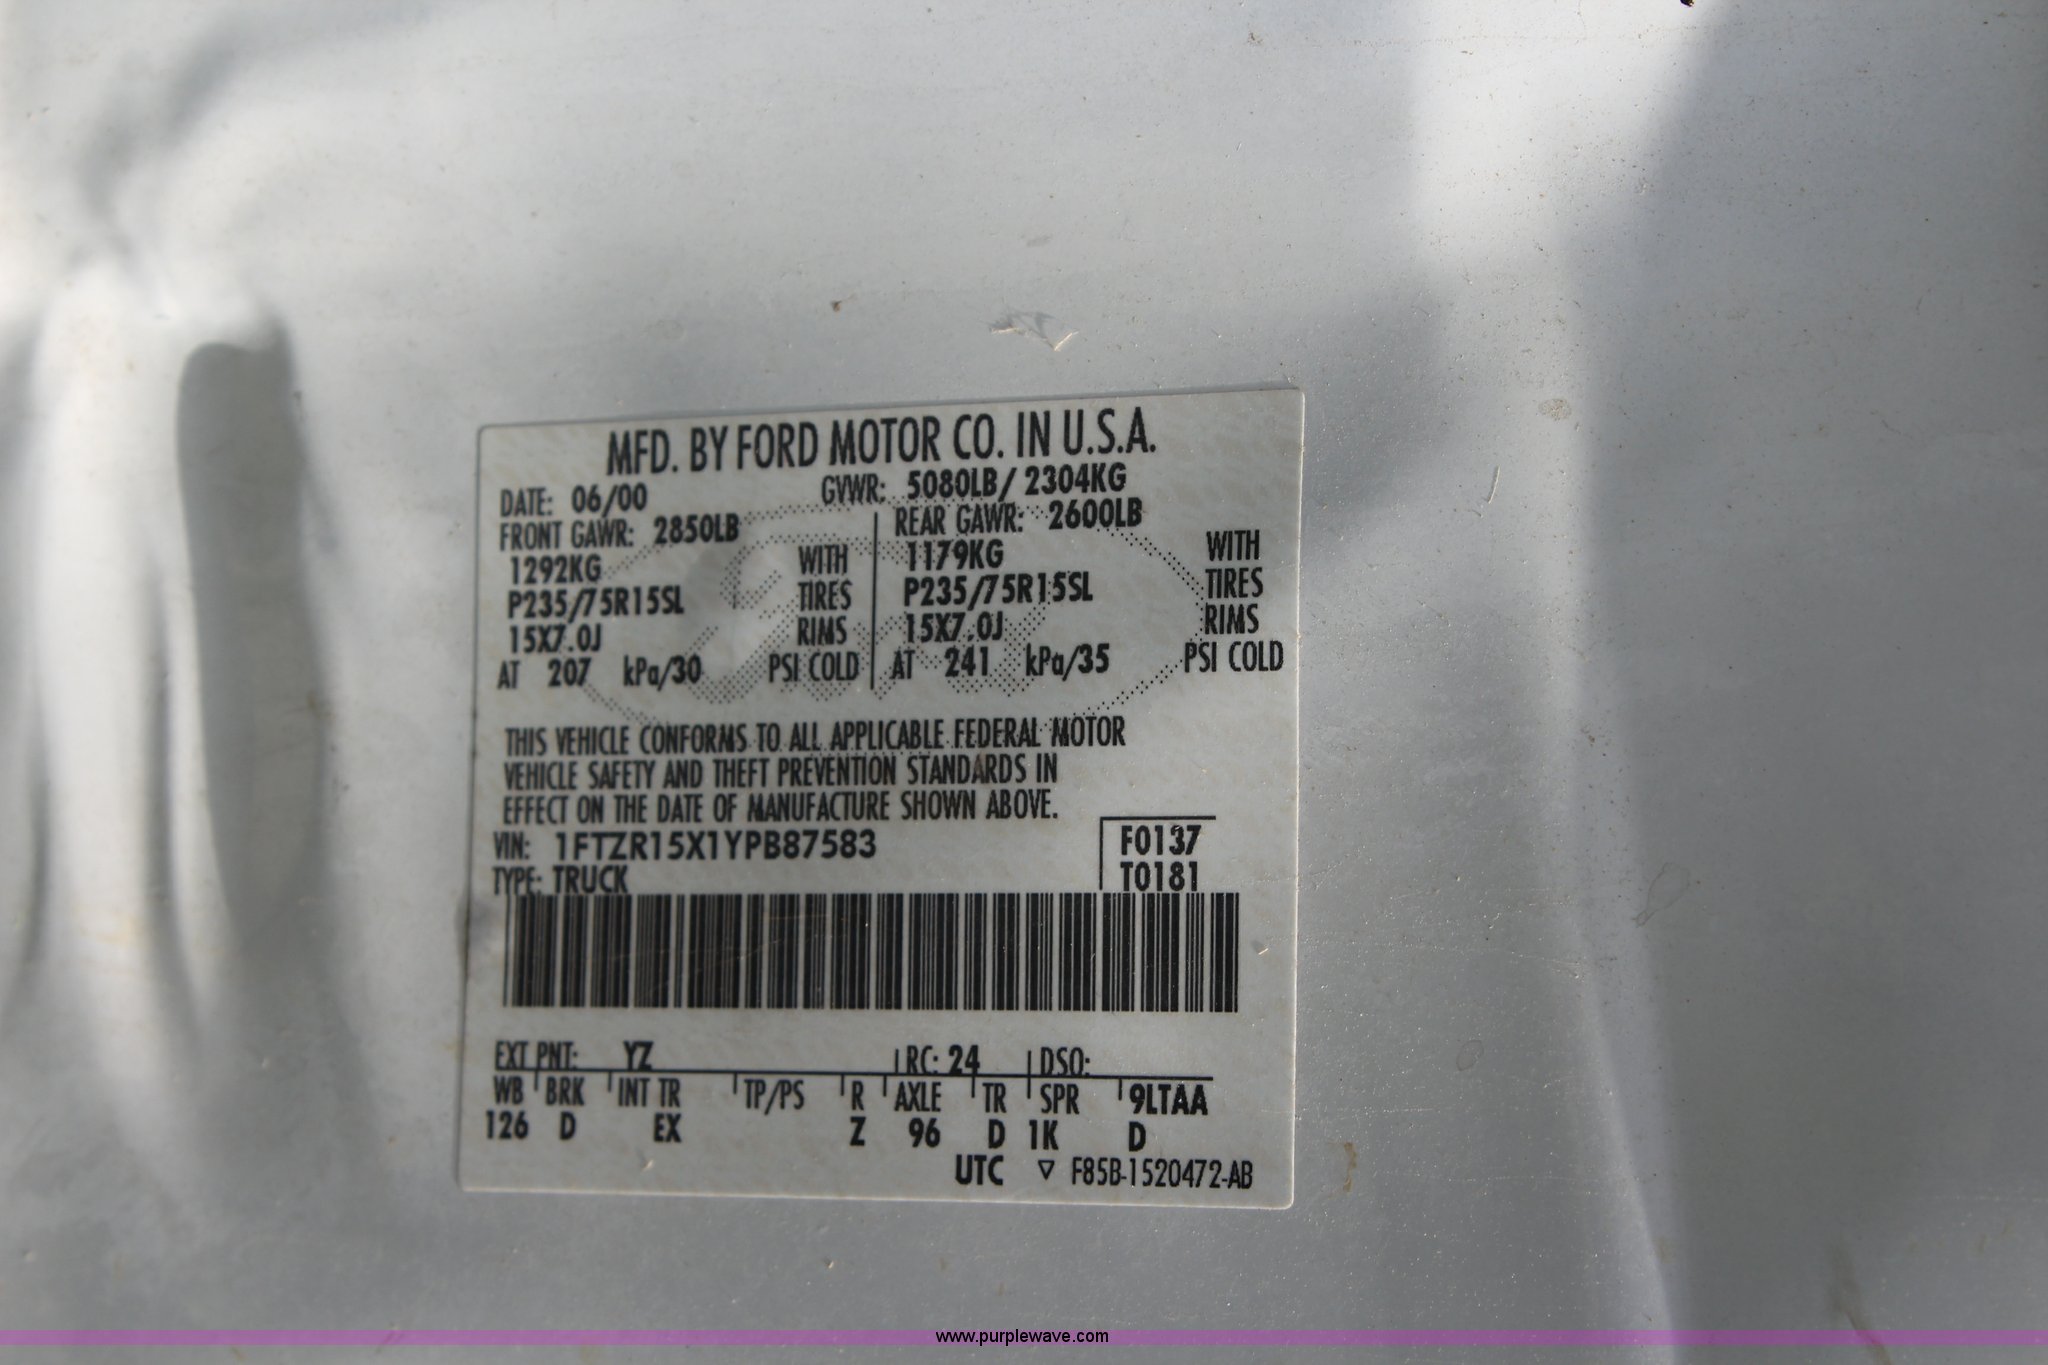 MFD. BY FORD MOTOR CO. IN U.S.A.
DATE: 06/00 GVWR: 5080LB/ 2304KG
FRONT GAWR: 2850LB REAR GAWR: 2600LB
1292KG WITH 1179KG WITH
P235/75R15SL TIRES P235/75R15SL TIRES
15X7.0J RIMS 15X7.0J RIMS
AT 207 kPa/30 PSI COLD AT 241 kPa/35 PSI COLD
THIS VEHICLE CONFORMS TO ALL APPLICABLE FEDERAL MOTOR
VEHICLE SAFETY AND THEFT PREVENTION STANDARDS IN
EFFECT ON THE DATE OF MANUFACTURE SHOWN ABOVE.
VIN: 1FTZR15X1YPB87583 F0137
TYPE: TRUCK T0181
EXT PNT: YZ RC: 24 DSO:
WB BRK INT TR TP/PS R AXLE TR SPR 9LTAA
126 D EX Z 96 D 1K D
UTC ▽ F85B-1520472-AB
www.purplewave.com